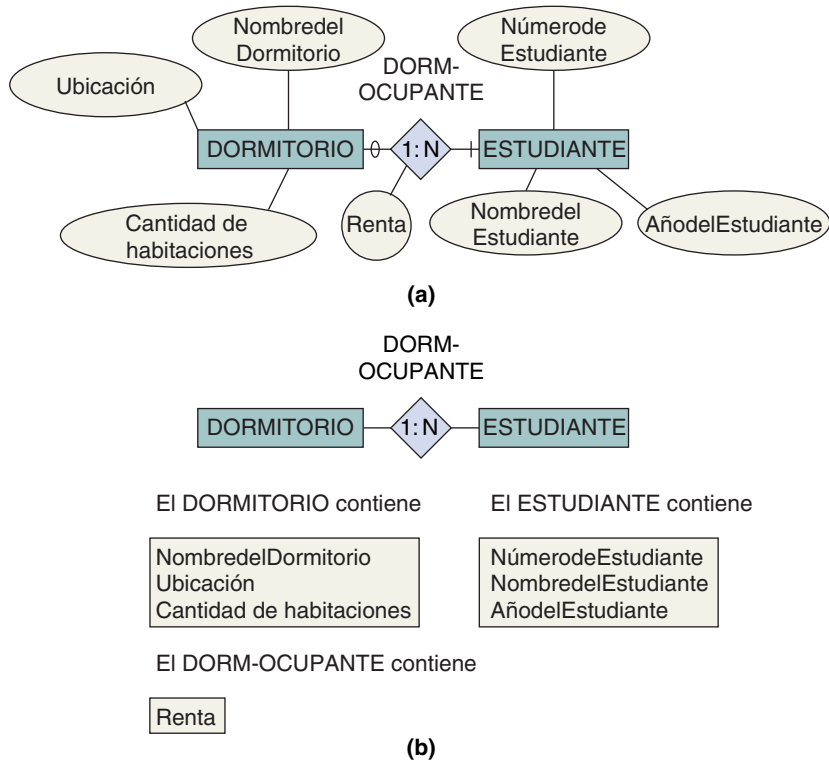 Nombredel
Dormitorio
Númerode
Estudiante
Ubicación
DORM-
OCUPANTE
DORMITORIO
1:N
ESTUDIANTE
Cantidad de
habitaciones
Renta
Nombredel
Estudiante
AñodelEstudiante
(a)
DORM-
OCUPANTE
DORMITORIO
1:N
ESTUDIANTE
El DORMITORIO contiene
NombredelDormitorio
Ubicación
Cantidad de habitaciones
El ESTUDIANTE contiene
NúmerodeEstudiante
NombredelEstudiante
AñodelEstudiante
El DORM-OCUPANTE contiene
Renta
(b)